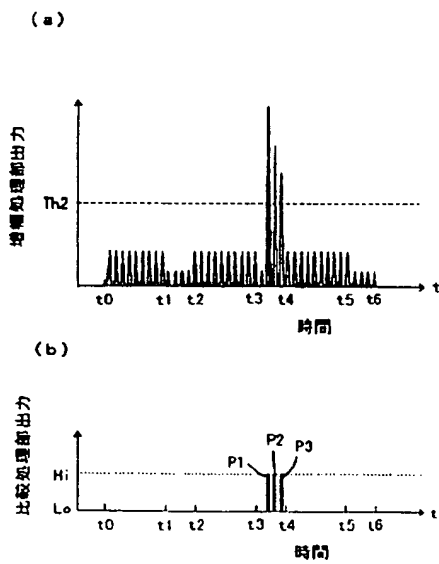 (a)
増幅処理部出力
Th2
t0 t1 t2 t3 t4 t5 t6 t
時間
(b)
比較処理部出力
Hi
Lo
P1 P2 P3
t0 t1 t2 t3 t4 t5 t6 t
時間